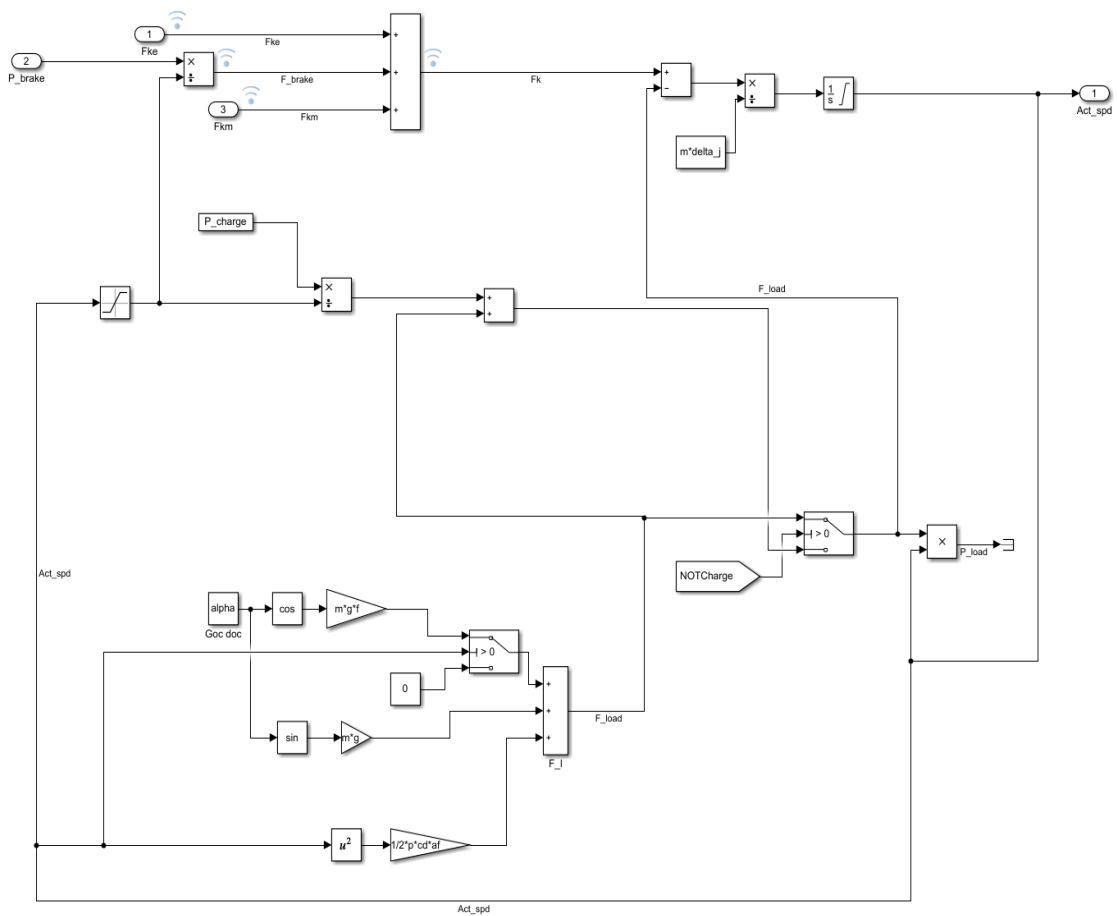 1
Fke
Fke
+
2
P_brake
×
÷
F_brake
+
Fk
+
−
×
÷
1
s
1
Act_spd
3
Fkm
Fkm
+
m*delta_j
P_charge
×
÷
+
+
F_load
Act_spd
> 0
NOTCharge
×
P_load
alpha
Goc doc
cos
m*g*f
> 0
0
+
sin
m*g
+
F_load
+
F_l
u²
1/2*p*cd*af
Act_spd